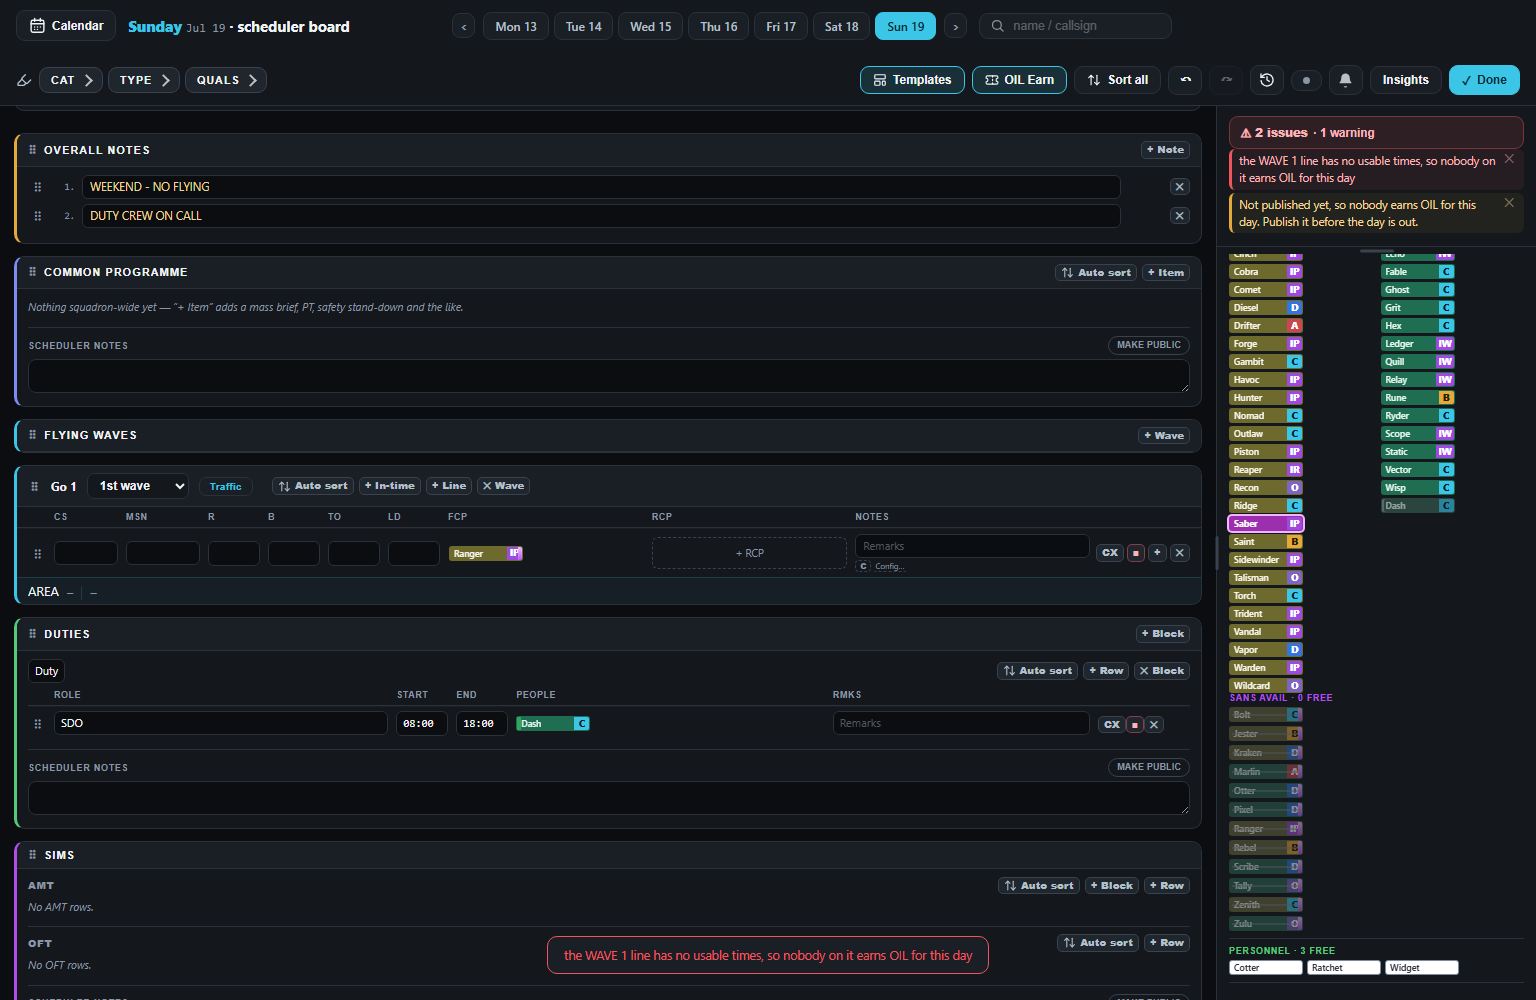 Calendar
Sunday Jul 19 · scheduler board
‹ Mon 13 Tue 14 Wed 15 Thu 16 Fri 17 Sat 18 Sun 19 ›
name / callsign
CAT TYPE QUALS
Templates OIL Earn Sort all Insights ✓ Done
OVERALL NOTES
+ Note
1. WEEKEND - NO FLYING
2. DUTY CREW ON CALL
COMMON PROGRAMME
Auto sort + Item
Nothing squadron-wide yet — "+ Item" adds a mass brief, PT, safety stand-down and the like.
SCHEDULER NOTES
MAKE PUBLIC
FLYING WAVES
+ Wave
Go 1 1st wave Traffic Auto sort + In-time + Line ✕ Wave
CS MSN R B TO LD FCP RCP NOTES
Ranger IP + RCP Remarks CX + ✕
C Config...
AREA – | –
DUTIES
+ Block
Duty
Auto sort + Row ✕ Block
ROLE START END PEOPLE RMKS
SDO 08:00 18:00 Dash C Remarks CX ✕
SCHEDULER NOTES
MAKE PUBLIC
SIMS
AMT
Auto sort + Block + Row
No AMT rows.
OFT
Auto sort + Row
No OFT rows.
the WAVE 1 line has no usable times, so nobody on it earns OIL for this day
⚠ 2 issues · 1 warning
the WAVE 1 line has no usable times, so nobody on
it earns OIL for this day
Not published yet, so nobody earns OIL for this
day. Publish it before the day is out.
Cinch IP
Cobra IP
Comet IP
Diesel D
Drifter A
Forge IP
Gambit C
Havoc IP
Hunter IP
Nomad C
Outlaw C
Piston IP
Reaper IR
Recon O
Ridge C
Saber IP
Saint B
Sidewinder IP
Talisman O
Torch C
Trident IP
Vandal IP
Vapor D
Warden IP
Wildcard O
Echo IW
Fable C
Ghost C
Grit C
Hex C
Ledger IW
Quill IW
Relay IW
Rune B
Ryder C
Scope IW
Static IW
Vector C
Wisp C
Dash C
SANS AVAIL · 0 FREE
Bolt C
Jester B
Kraken D
Marlin A
Otter D
Pixel D
Ranger IP
Rebel B
Scribe D
Tally O
Zenith C
Zulu O
PERSONNEL · 3 FREE
Cotter Ratchet Widget